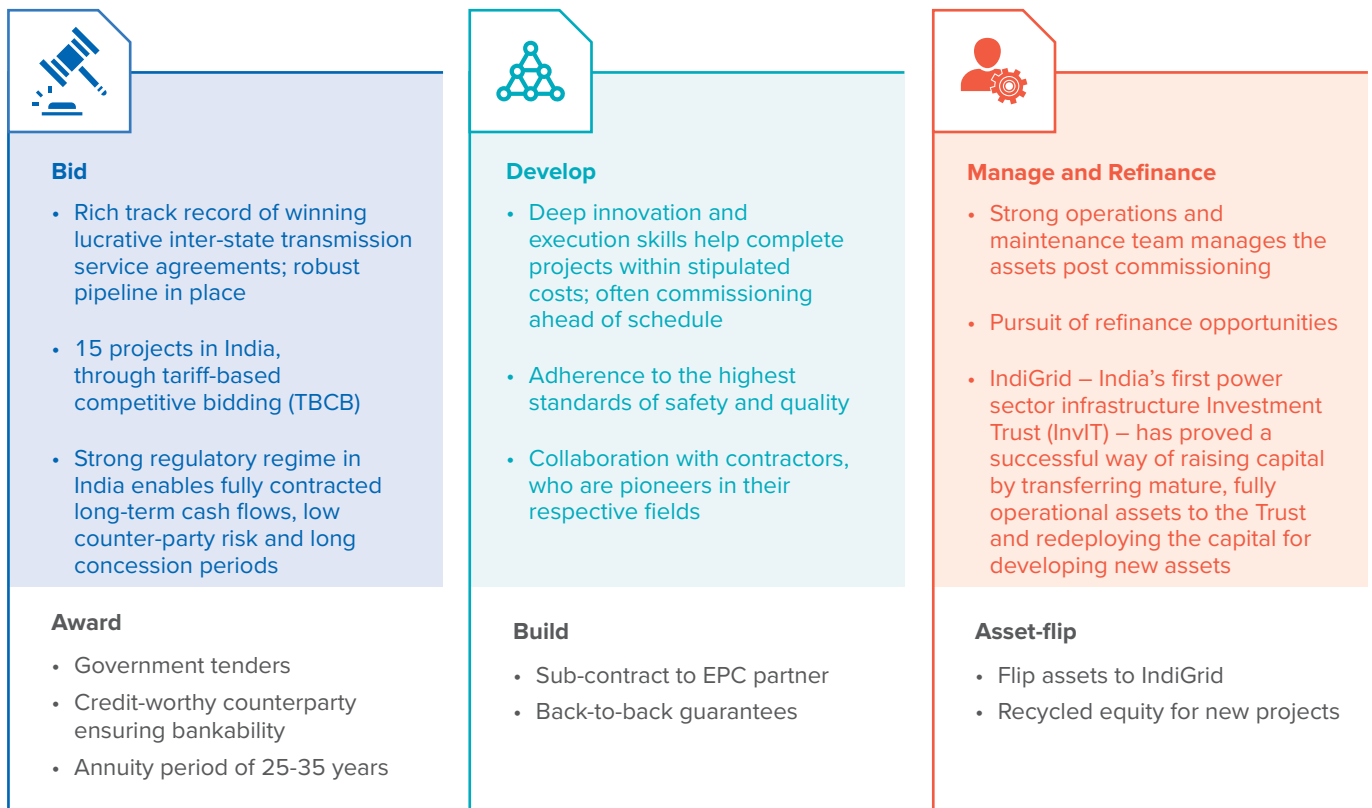 Bid
• Rich track record of winning
lucrative inter-state transmission
service agreements; robust
pipeline in place
• 15 projects in India,
through tariff-based
competitive bidding (TBCB)
• Strong regulatory regime in
India enables fully contracted
long-term cash flows, low
counter-party risk and long
concession periods
Award
• Government tenders
• Credit-worthy counterparty
ensuring bankability
• Annuity period of 25-35 years
Develop
• Deep innovation and
execution skills help complete
projects within stipulated
costs; often commissioning
ahead of schedule
• Adherence to the highest
standards of safety and quality
• Collaboration with contractors,
who are pioneers in their
respective fields
Build
• Sub-contract to EPC partner
• Back-to-back guarantees
Manage and Refinance
• Strong operations and
maintenance team manages the
assets post commissioning
• Pursuit of refinance opportunities
• IndiGrid – India’s first power
sector infrastructure Investment
Trust (InvIT) – has proved a
successful way of raising capital
by transferring mature, fully
operational assets to the Trust
and redeploying the capital for
developing new assets
Asset-flip
• Flip assets to IndiGrid
• Recycled equity for new projects